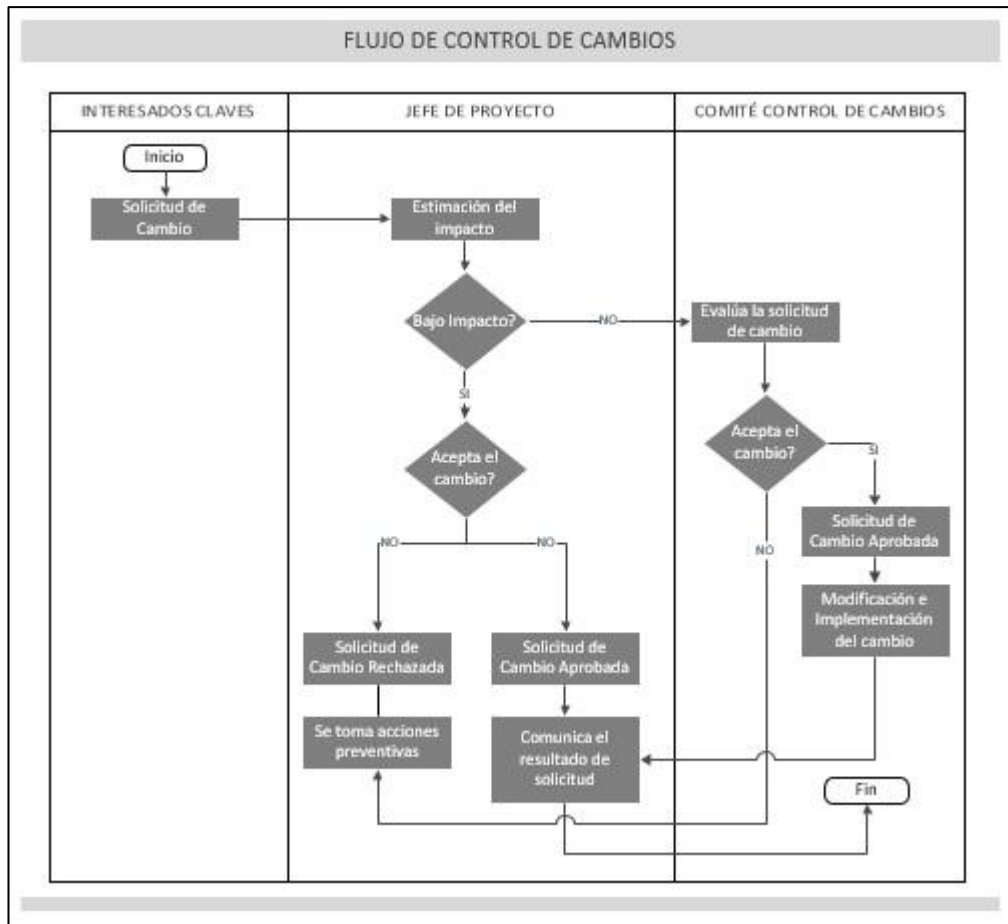 FLUJO DE CONTROL DE CAMBIOS
INTERESADOS CLAVES
JEFE DE PROYECTO
COMITÉ CONTROL DE CAMBIOS
Inicio
Solicitud de
Cambio
Estimación del
impacto
Bajo Impacto?
NO
Evalúa la solicitud
de cambio
SI
Acepta el
cambio?
Acepta el
cambio?
SI
NO
NO
NO
Solicitud de
Cambio Aprobada
Modificación e
Implementación
del cambio
Solicitud de
Cambio Rechazada
Solicitud de
Cambio Aprobada
Se toma acciones
preventivas
Comunica el
resultado de
solicitud
Fin